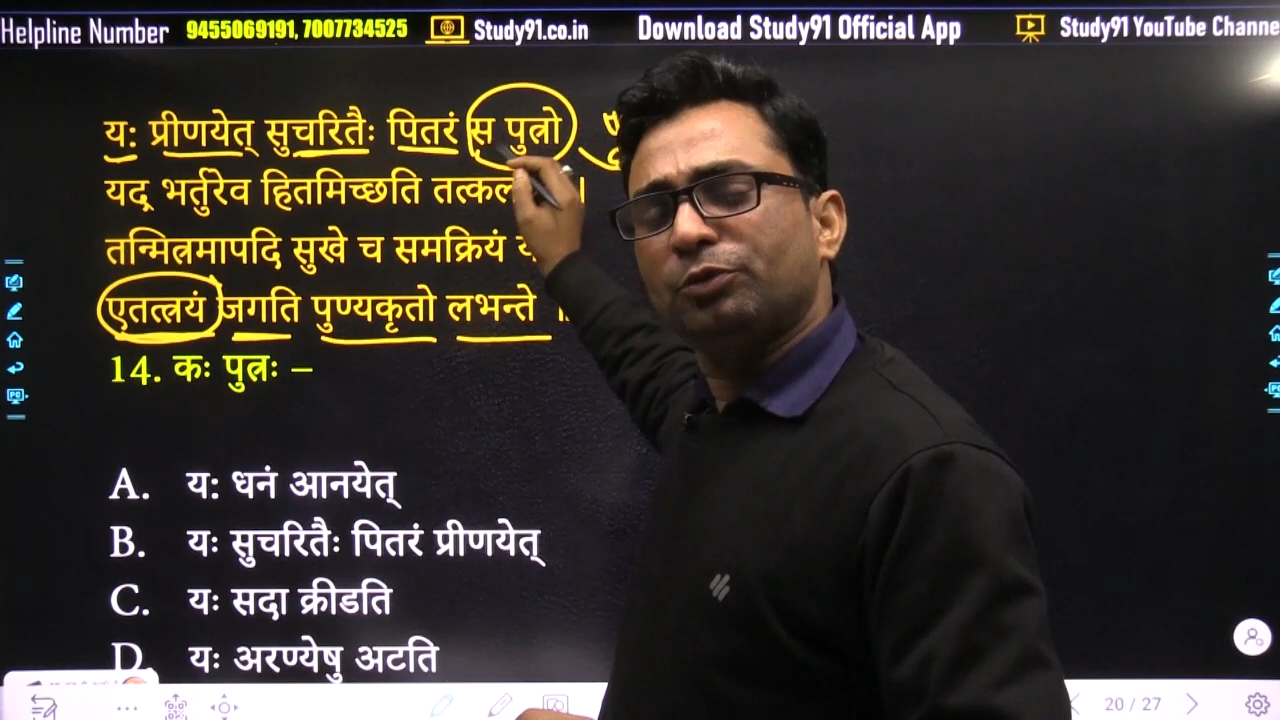 Helpline Number 9455069191, 7007734525 Study91.co.in Download Study91 Official App Study91 YouTube Channe
यः प्रीणयेत् सुचरितैः पितरं स पुत्रो
यद् भर्तुरेव हितमिच्छति तत्कल
तन्मित्रमापदि सुखे च समक्रियं
एतत्त्रयं जगति पुण्यकृतो लभन्ते ॥
14. कः पुत्रः –
A. यः धनं आनयेत्
B. यः सुचरितैः पितरं प्रीणयेत्
C. यः सदा क्रीडति
D. यः अरण्येषु अटति
20 / 27